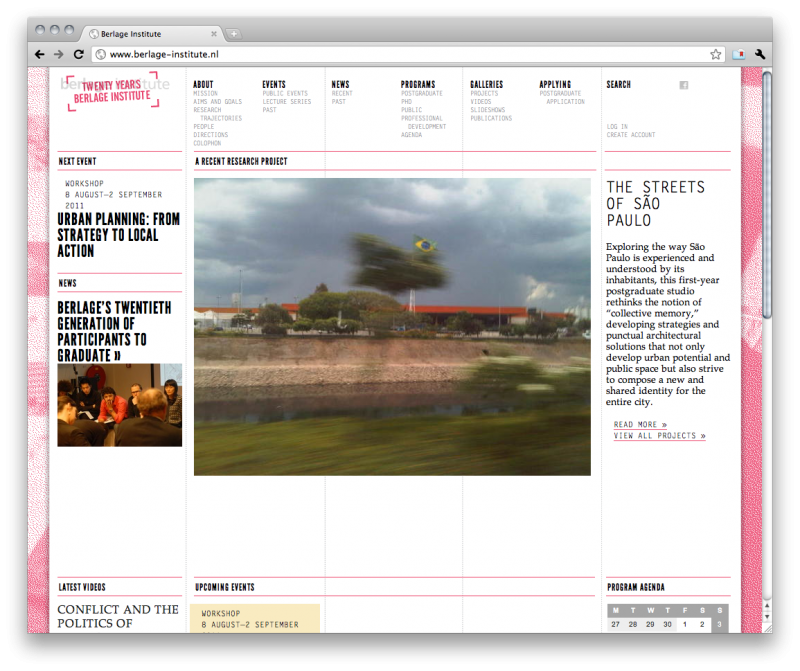 Berlage Institute
www.berlage-institute.nl
berlage institute
TWENTY YEARS
BERLAGE INSTITUTE
ABOUT
MISSION
AIMS AND GOALS
RESEARCH
TRAJECTORIES
PEOPLE
DIRECTIONS
COLOPHON
EVENTS
PUBLIC EVENTS
LECTURE SERIES
PAST
NEWS
RECENT
PAST
PROGRAMS
POSTGRADUATE
PHD
PUBLIC
PROFESSIONAL
DEVELOPMENT
AGENDA
GALLERIES
PROJECTS
VIDEOS
SLIDESHOWS
PUBLICATIONS
APPLYING
POSTGRADUATE
APPLICATION
SEARCH
f
LOG IN
CREATE ACCOUNT
NEXT EVENT
WORKSHOP
8 AUGUST–2 SEPTEMBER
2011
URBAN PLANNING: FROM
STRATEGY TO LOCAL
ACTION
NEWS
BERLAGE'S TWENTIETH
GENERATION OF
PARTICIPANTS TO
GRADUATE »
A RECENT RESEARCH PROJECT
THE STREETS
OF SÃO
PAULO
Exploring the way São
Paulo is experienced and
understood by its
inhabitants, this first-year
postgraduate studio
rethinks the notion of
“collective memory,”
developing strategies and
punctual architectural
solutions that not only
develop urban potential and
public space but also strive
to compose a new and
shared identity for the
entire city.
READ MORE »
VIEW ALL PROJECTS »
LATEST VIDEOS
CONFLICT AND THE
POLITICS OF
UPCOMING EVENTS
WORKSHOP
8 AUGUST–2 SEPTEMBER
PROGRAM AGENDA
M T W T F S S
27 28 29 30 1 2 3